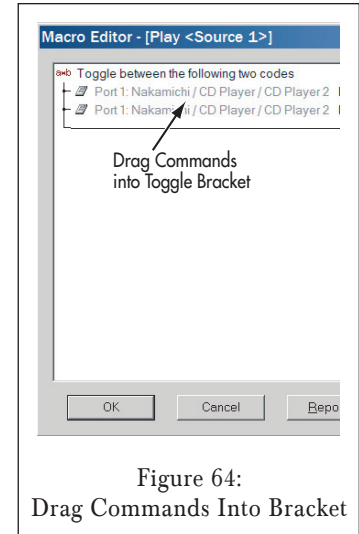 Macro Editor - [Play <Source 1>]
a⇔b Toggle between the following two codes
Port 1: Nakamichi / CD Player / CD Player 2
Port 1: Nakamichi / CD Player / CD Player 2
Drag Commands
into Toggle Bracket
OK Cancel Repo
Figure 64:
Drag Commands Into Bracket